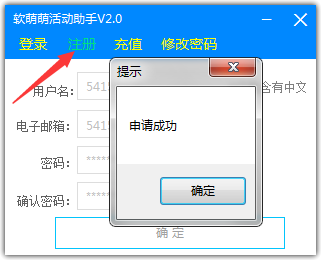 软萌萌活动助手V2.0
登录 注册 充值 修改密码
提示
用户名: 541 含有中文
申请成功
电子邮箱: 541
密码: *****
确定
确认密码: *****
确 定